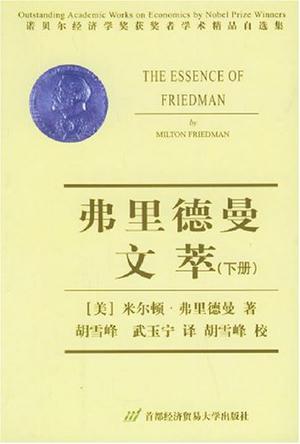 Outstanding Academic Works on Economics by Nobel Prize Winners
诺贝尔经济学奖获奖者学术精品自选集
THE ESSENCE OF
FRIEDMAN
by
MILTON FRIEDMAN
弗里德曼
文萃(下册)
[美] 米尔顿·弗里德曼 著
胡雪峰 武玉宁 译 胡雪峰 校
首都经济贸易大学出版社